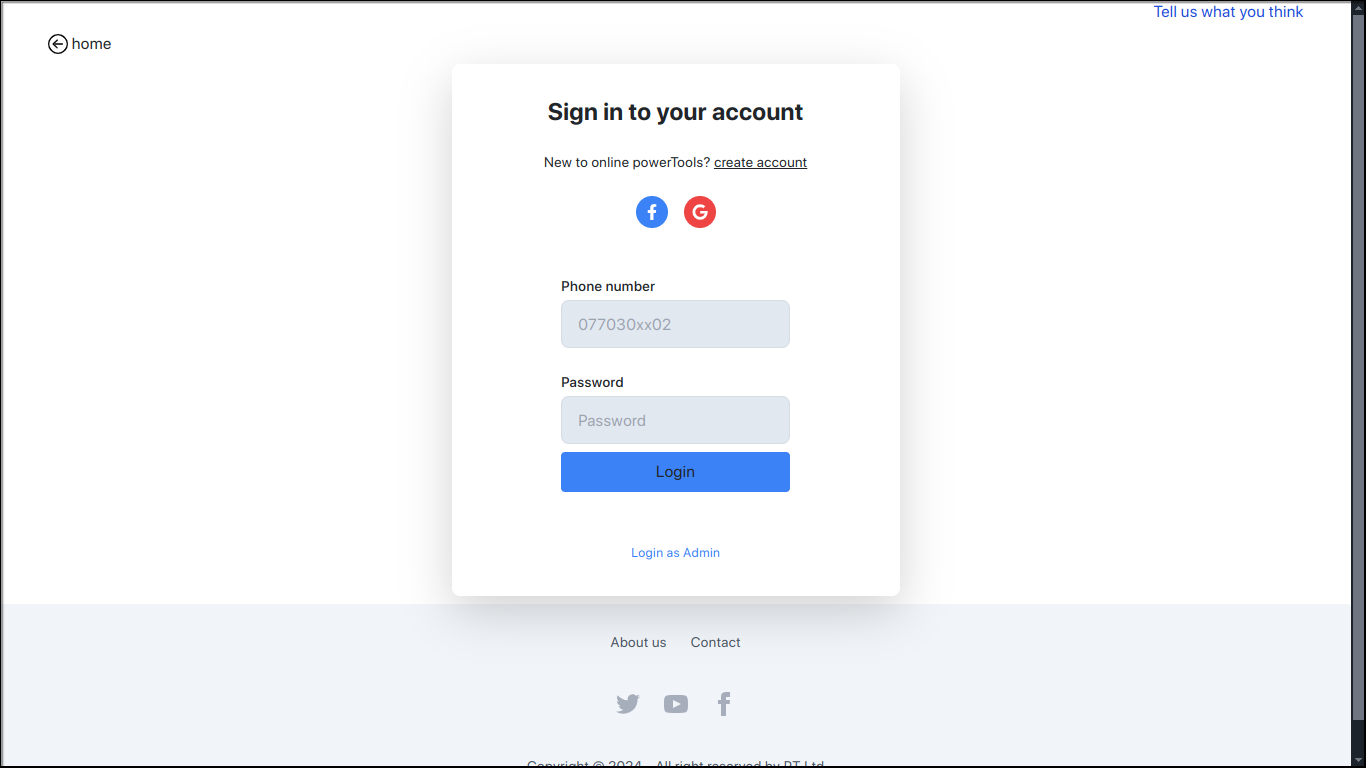 Tell us what you think
home
Sign in to your account
New to online powerTools? create account
Phone number
077030xx02
Password
Password
Login
Login as Admin
About us Contact
Copyright © 2024 - All right reserved by PT Ltd